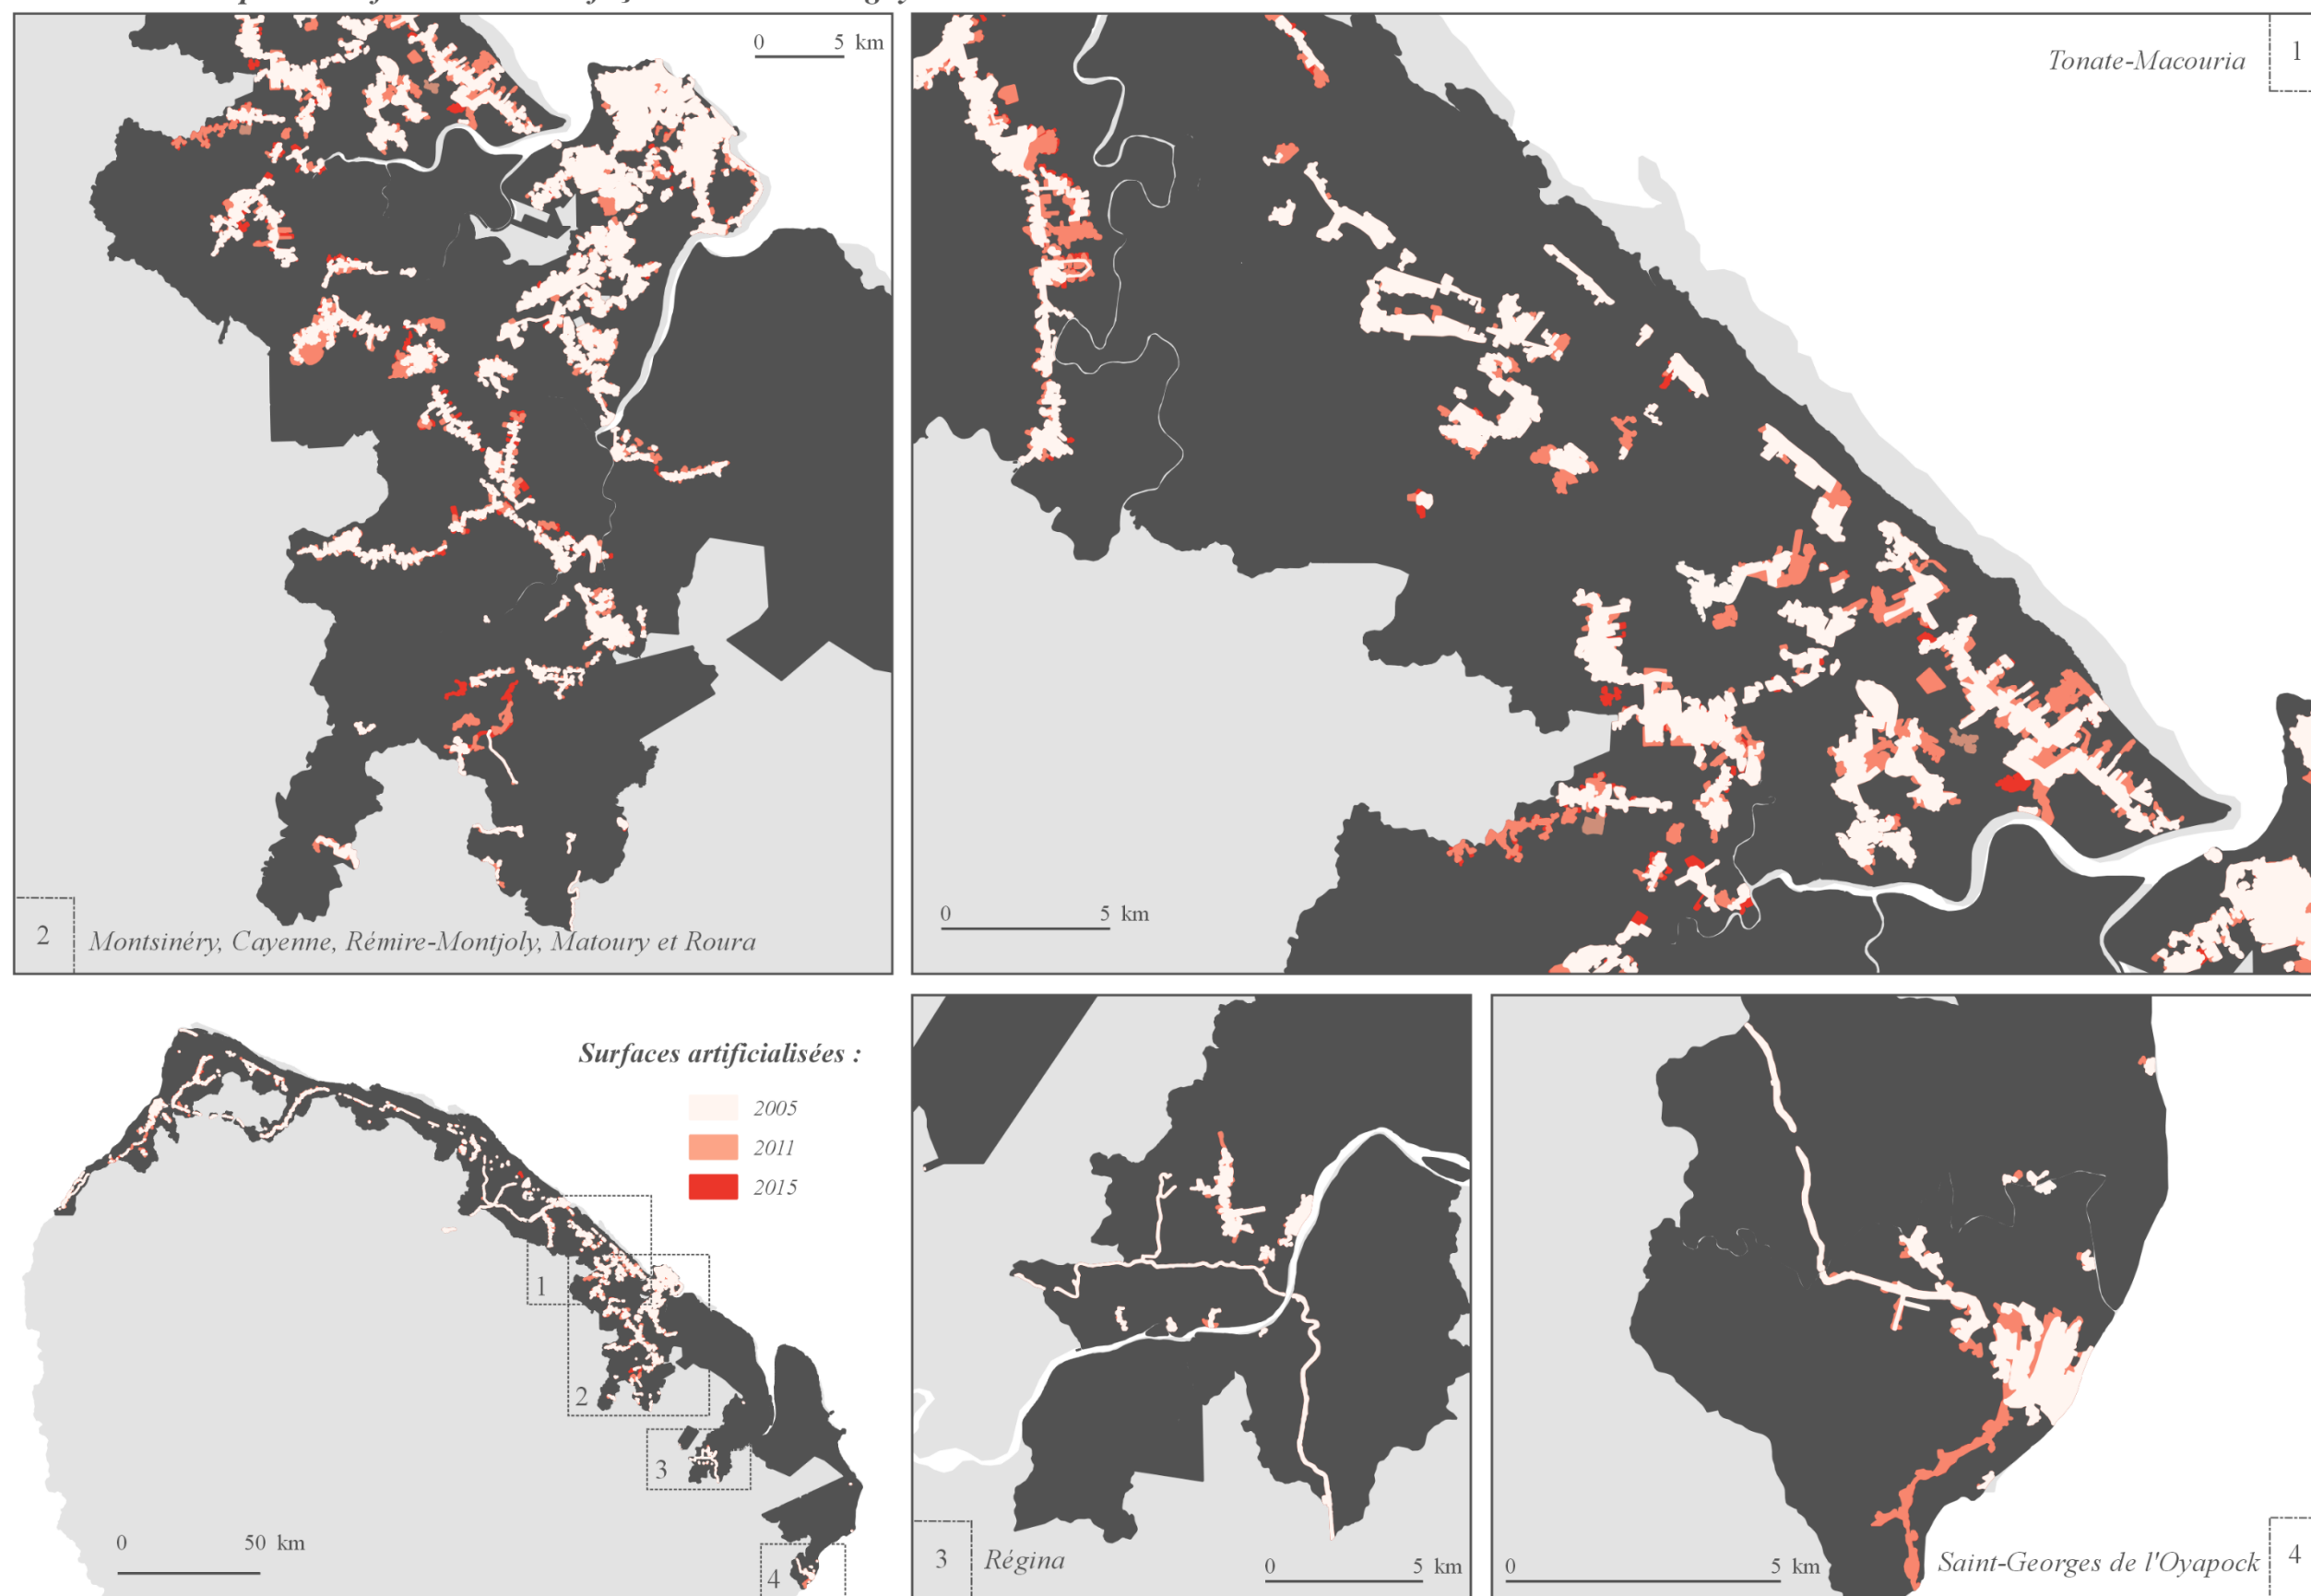 0 5 km
Tonate-Macouria 1
0 5 km
2 Montsinéry, Cayenne, Rémire-Montjoly, Matoury et Roura
Surfaces artificialisées :
2005
2011
2015
1
2
3
4
0 50 km
3 Régina
0 5 km
0 5 km
Saint-Georges de l'Oyapock 4